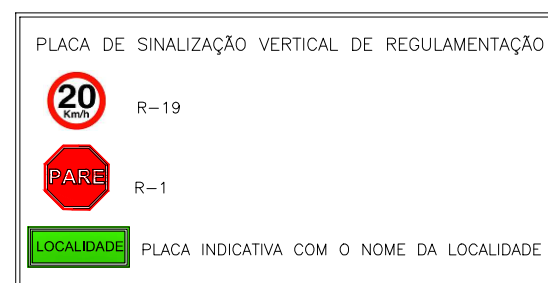 PLACA DE SINALIZAÇÃO VERTICAL DE REGULAMENTAÇÃO
20
Km/h
R-19
PARE
R-1
LOCALIDADE
PLACA INDICATIVA COM O NOME DA LOCALIDADE